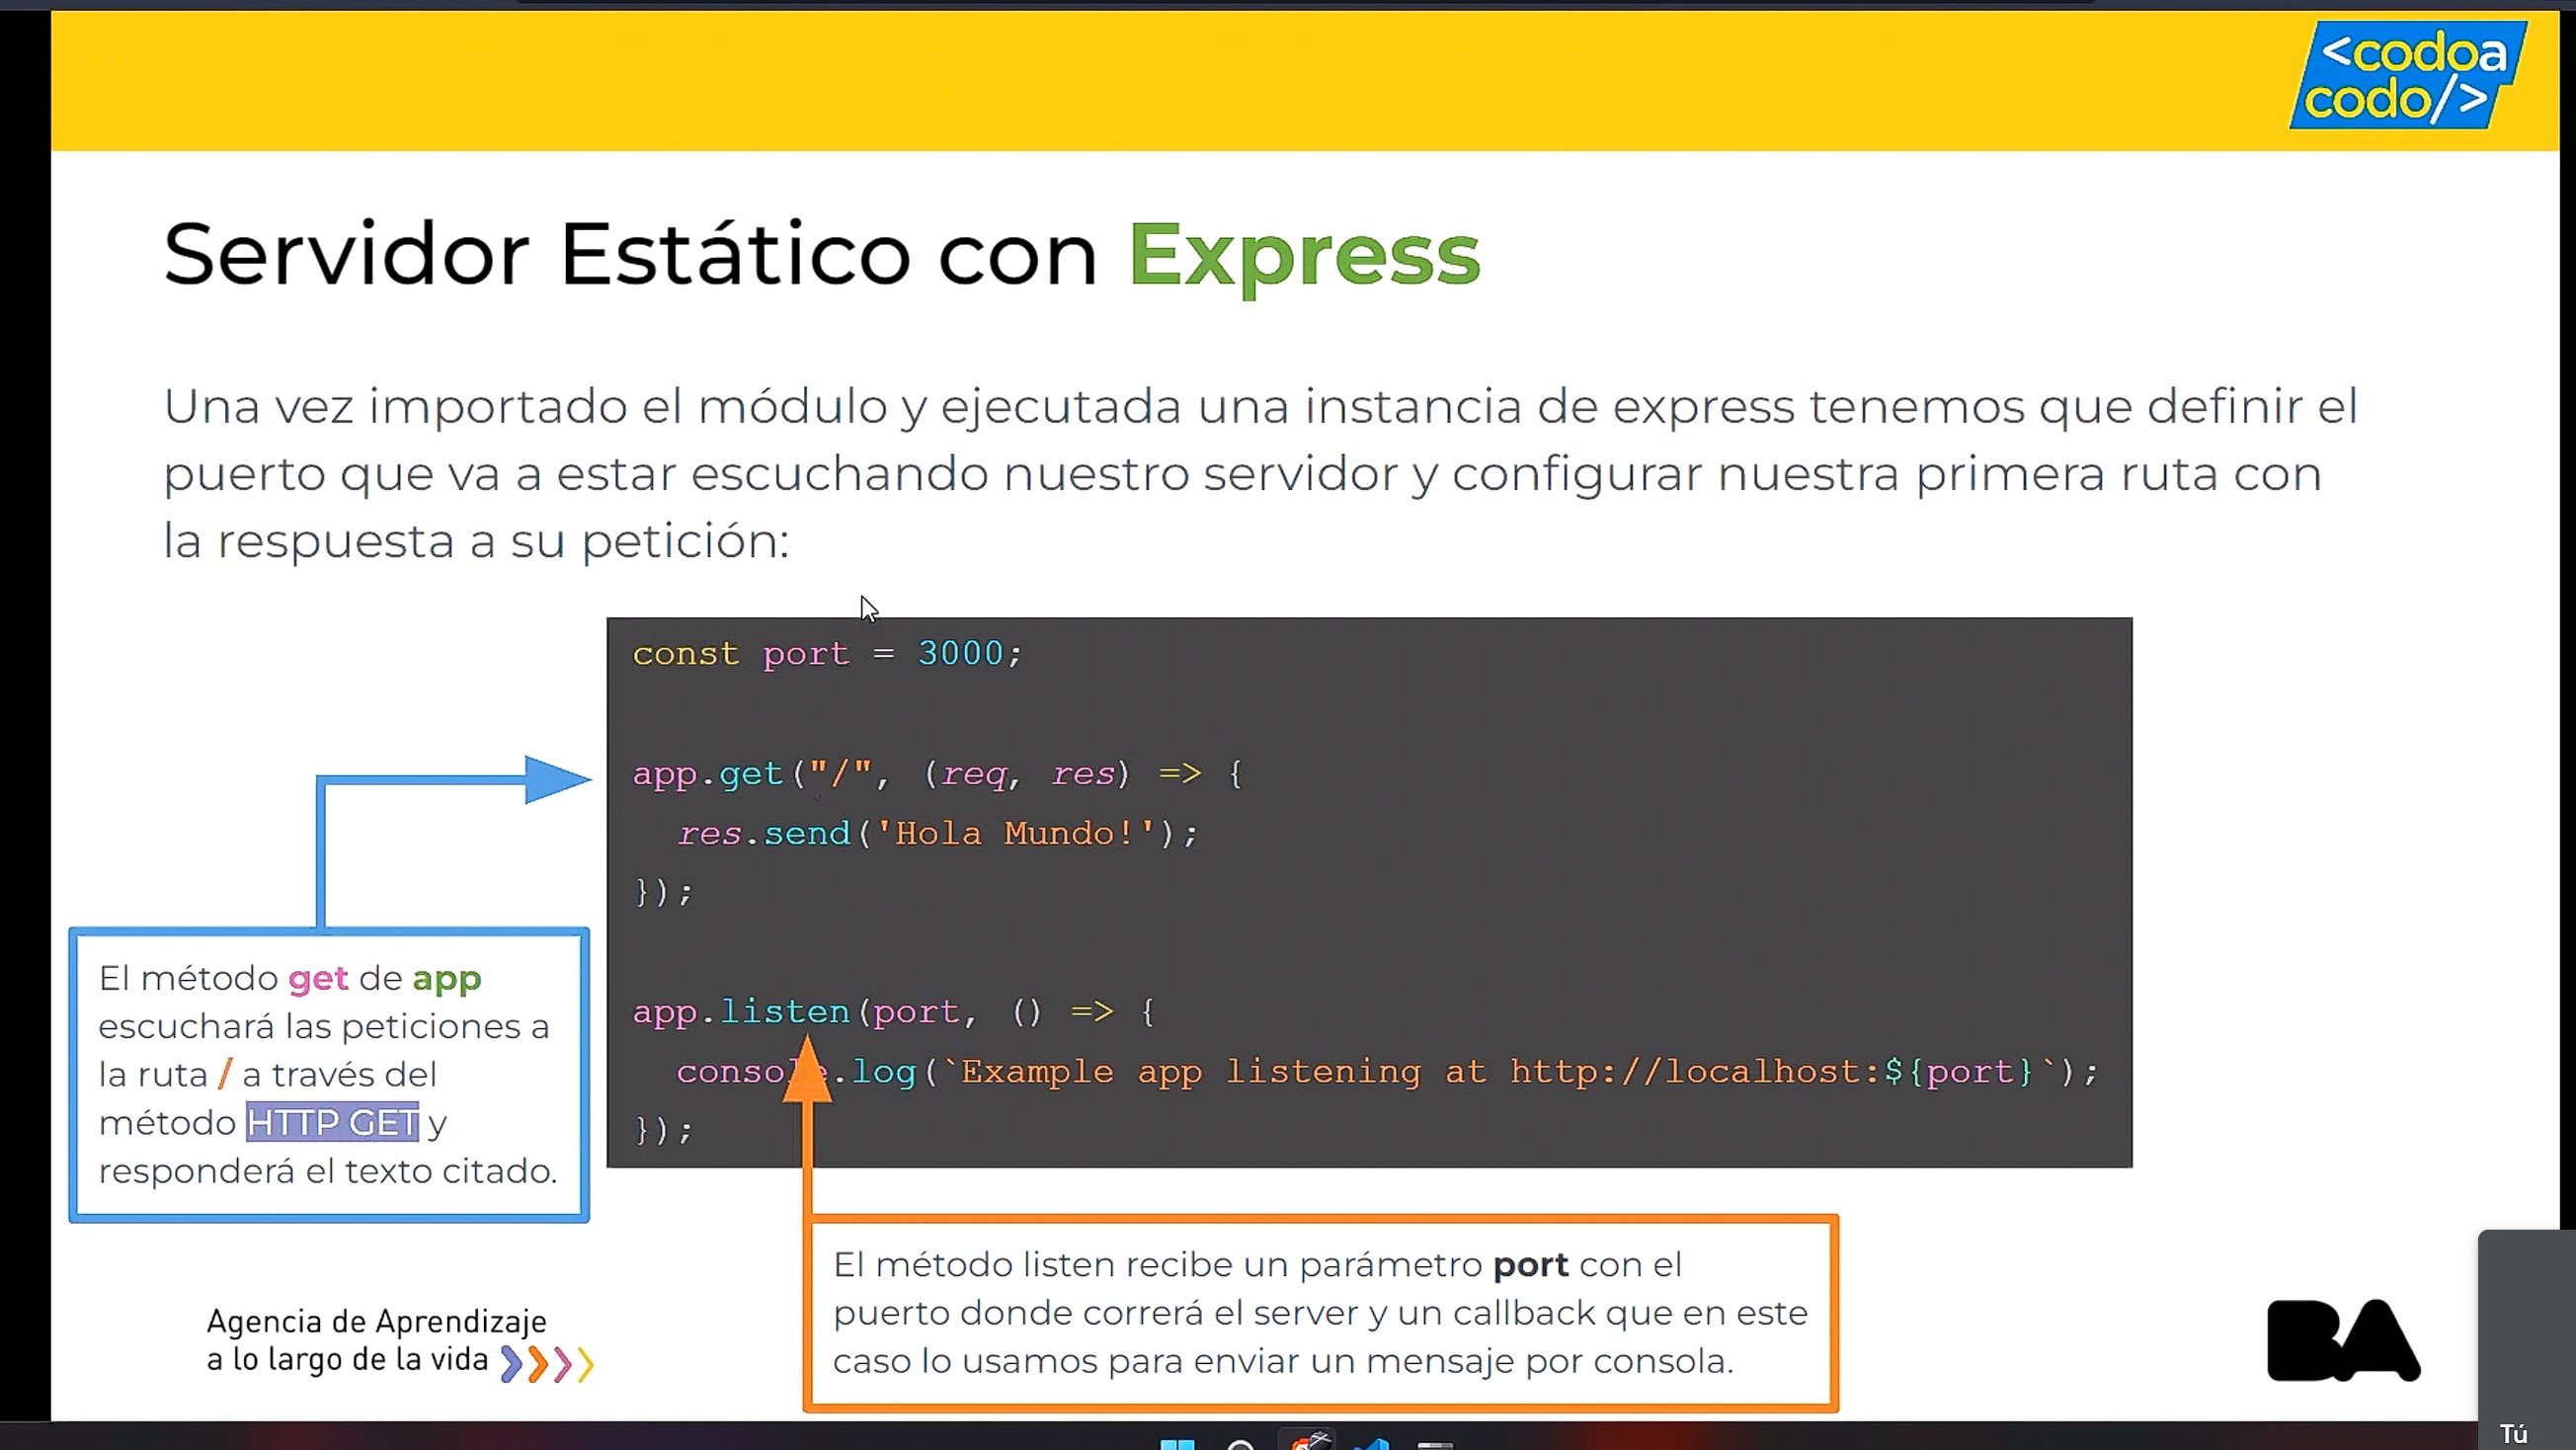 <codoa
codo/>
Servidor Estático con Express
Una vez importado el módulo y ejecutada una instancia de express tenemos que definir el
puerto que va a estar escuchando nuestro servidor y configurar nuestra primera ruta con
la respuesta a su petición:
const port = 3000;
app.get("/", (req, res) => {
  res.send('Hola Mundo!');
});
app.listen(port, () => {
  console.log(`Example app listening at http://localhost:${port}`);
});
El método get de app
escuchará las peticiones a
la ruta / a través del
método HTTP GET y
responderá el texto citado.
El método listen recibe un parámetro port con el
puerto donde correrá el server y un callback que en este
caso lo usamos para enviar un mensaje por consola.
Agencia de Aprendizaje
a lo largo de la vida
BA
Tú